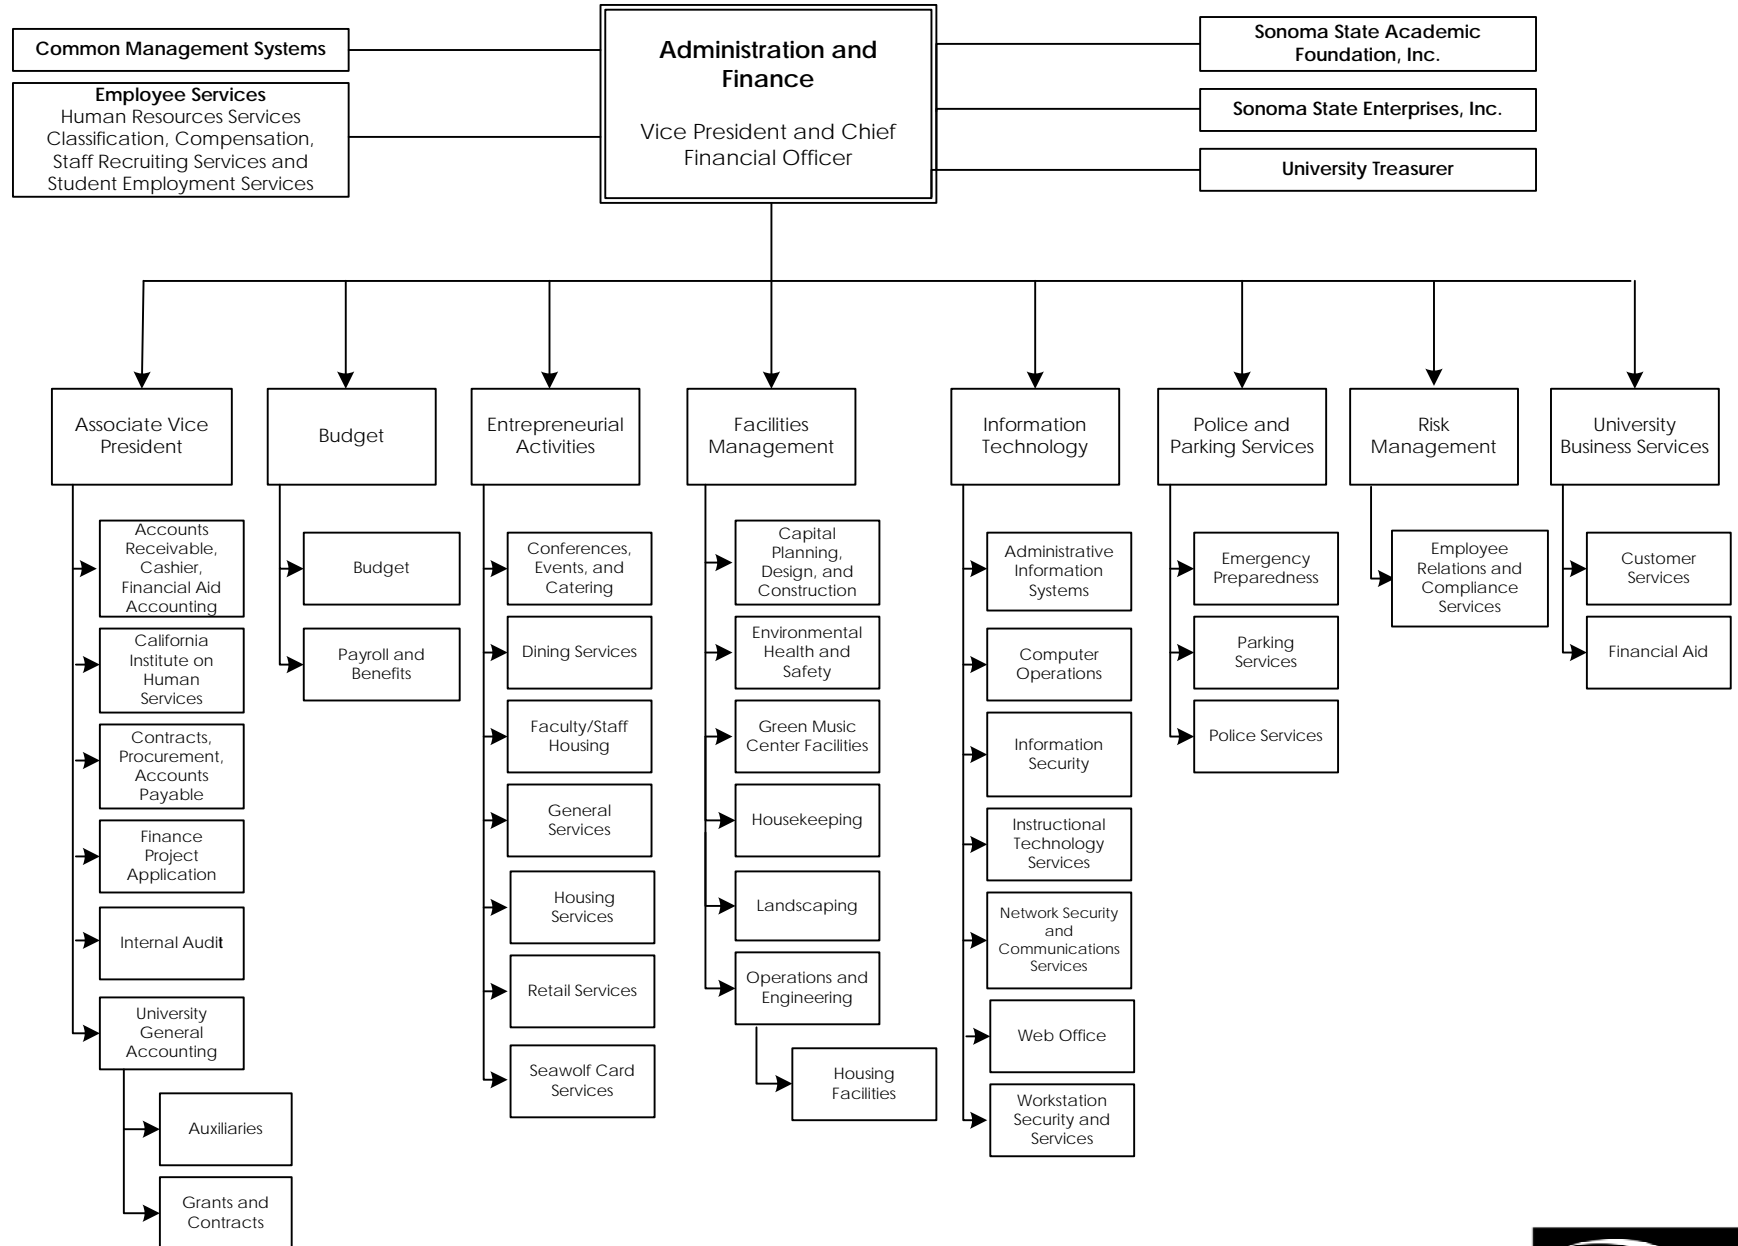 Common Management Systems
Employee Services
Human Resources Services
Classification, Compensation,
Staff Recruiting Services and
Student Employment Services
Administration and
Finance
Vice President and Chief
Financial Officer
Sonoma State Academic
Foundation, Inc.
Sonoma State Enterprises, Inc.
University Treasurer
Associate Vice
President
Budget
Entrepreneurial
Activities
Facilities
Management
Information
Technology
Police and
Parking Services
Risk
Management
University
Business Services
Accounts
Receivable,
Cashier,
Financial Aid
Accounting
California
Institute on
Human
Services
Contracts,
Procurement,
Accounts
Payable
Finance
Project
Application
Internal Audit
University
General
Accounting
Auxiliaries
Grants and
Contracts
Budget
Payroll and
Benefits
Conferences,
Events, and
Catering
Dining Services
Faculty/Staff
Housing
General
Services
Housing
Services
Retail Services
Seawolf Card
Services
Capital
Planning,
Design, and
Construction
Environmental
Health and
Safety
Green Music
Center Facilities
Housekeeping
Landscaping
Operations and
Engineering
Housing
Facilities
Administrative
Information
Systems
Computer
Operations
Information
Security
Instructional
Technology
Services
Network Security
and
Communications
Services
Web Office
Workstation
Security and
Services
Emergency
Preparedness
Parking
Services
Police Services
Employee
Relations and
Compliance
Services
Customer
Services
Financial Aid